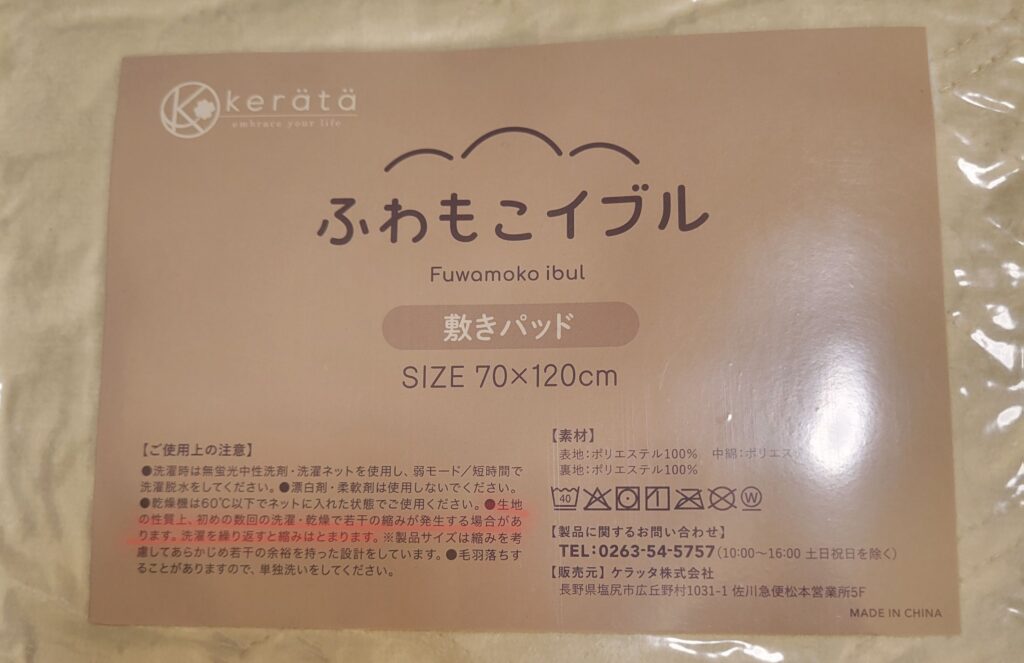 kerätä
embrace your life
ふわもこイブル
Fuwamoko ibul
敷きパッド
SIZE 70×120cm
【ご使用上の注意】
●洗濯時は無蛍光中性洗剤・洗濯ネットを使用し、弱モード／短時間で
洗濯脱水をしてください。●漂白剤・柔軟剤は使用しないでください。
●乾燥機は60℃以下でネットに入れた状態でご使用ください。●生地
の性質上、初めの数回の洗濯・乾燥で若干の縮みが発生する場合があ
ります。洗濯を繰り返すと縮みはとまります。※製品サイズは縮みを考
慮してあらかじめ若干の余裕を持った設計をしています。●毛羽落ちす
ることがありますので、単独洗いをしてください。
【素材】
表地：ポリエステル100%　中綿：ポリエステ
裏地：ポリエステル100%
40
W
【製品に関するお問い合わせ】
TEL：0263-54-5757（10:00～16:00 土日祝日を除く）
【販売元】ケラッタ株式会社
長野県塩尻市広丘野村1031-1 佐川急便松本営業所5F
MADE IN CHINA